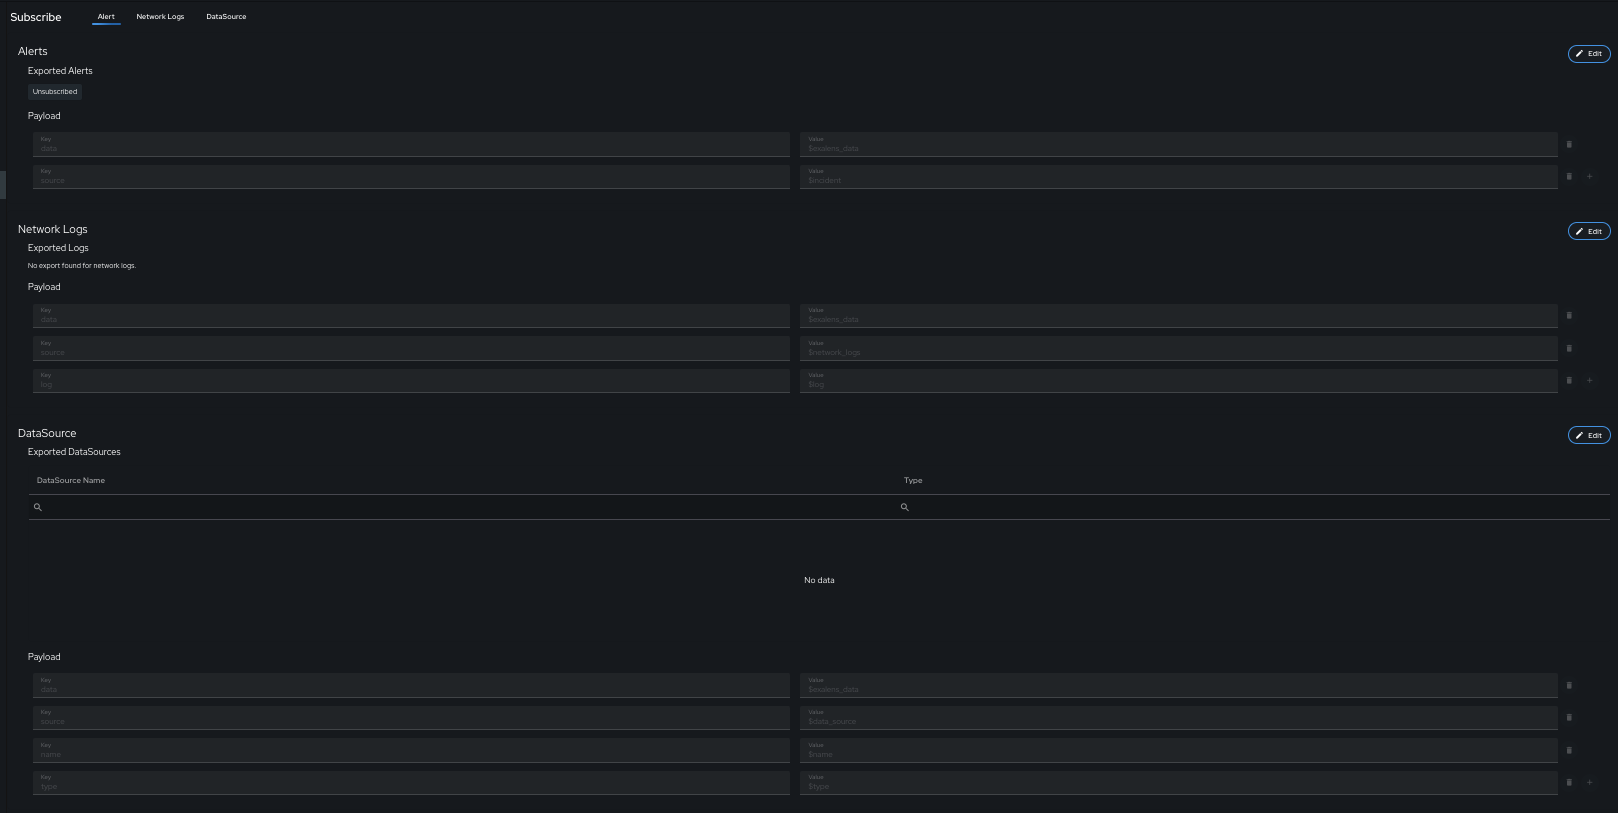 Subscribe Alert Network Logs DataSource
Alerts
Edit
Exported Alerts
Unsubscribed
Payload
Key Value
data $exalens_data
Key Value
source $incident
Network Logs
Edit
Exported Logs
No export found for network logs.
Payload
Key Value
data $exalens_data
Key Value
source $network_logs
Key Value
log $log
DataSource
Edit
Exported DataSources
DataSource Name Type
No data
Payload
Key Value
data $exalens_data
Key Value
source $data_source
Key Value
name $name
Key Value
type $type